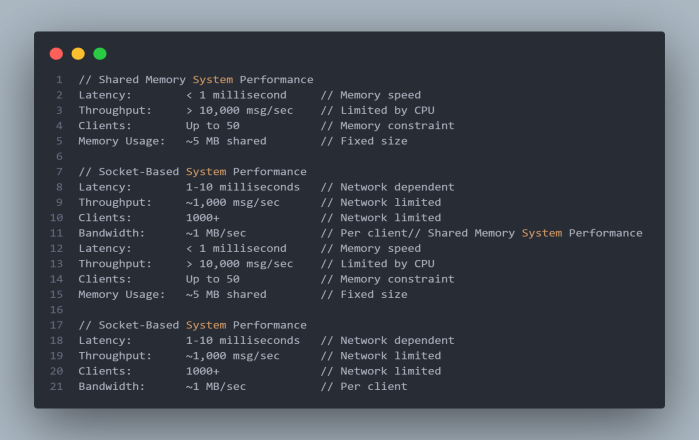 1 // Shared Memory System Performance
2 Latency: < 1 millisecond // Memory speed
3 Throughput: > 10,000 msg/sec // Limited by CPU
4 Clients: Up to 50 // Memory constraint
5 Memory Usage: ~5 MB shared // Fixed size
6
7 // Socket-Based System Performance
8 Latency: 1-10 milliseconds // Network dependent
9 Throughput: ~1,000 msg/sec // Network limited
10 Clients: 1000+ // Network limited
11 Bandwidth: ~1 MB/sec // Per client// Shared Memory System Performance
12 Latency: < 1 millisecond // Memory speed
13 Throughput: > 10,000 msg/sec // Limited by CPU
14 Clients: Up to 50 // Memory constraint
15 Memory Usage: ~5 MB shared // Fixed size
16
17 // Socket-Based System Performance
18 Latency: 1-10 milliseconds // Network dependent
19 Throughput: ~1,000 msg/sec // Network limited
20 Clients: 1000+ // Network limited
21 Bandwidth: ~1 MB/sec // Per client